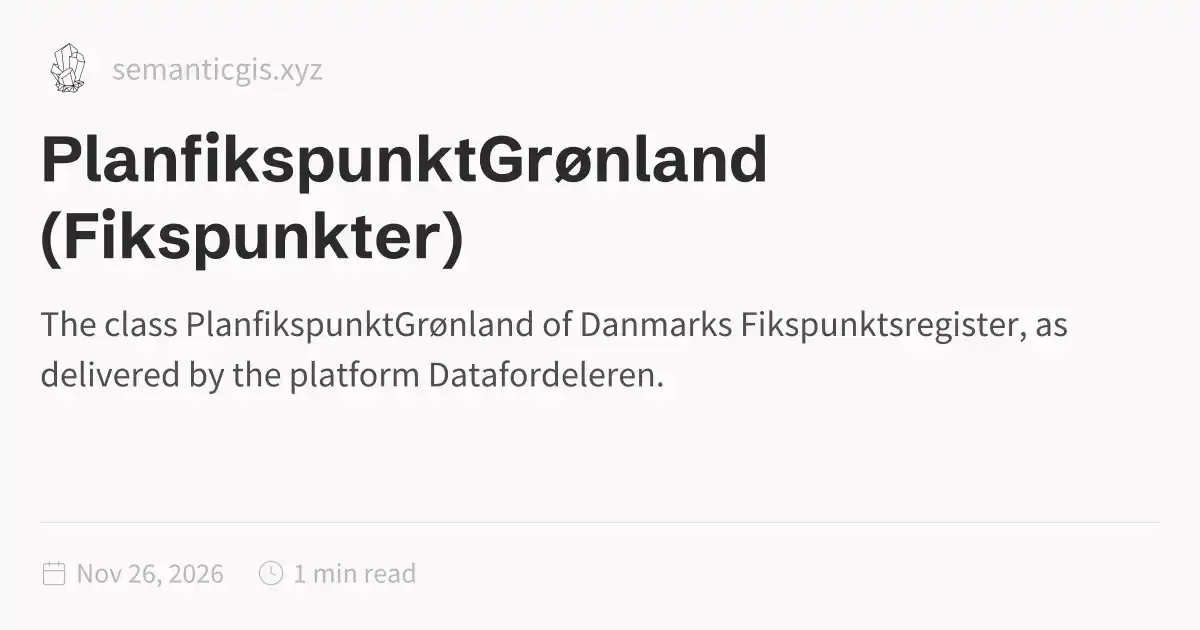 semanticgis.xyz
PlanfikspunktGrønland
(Fikspunkter)
The class PlanfikspunktGrønland of Danmarks Fikspunktsregister, as
delivered by the platform Datafordeleren.
Nov 26, 2026 1 min read